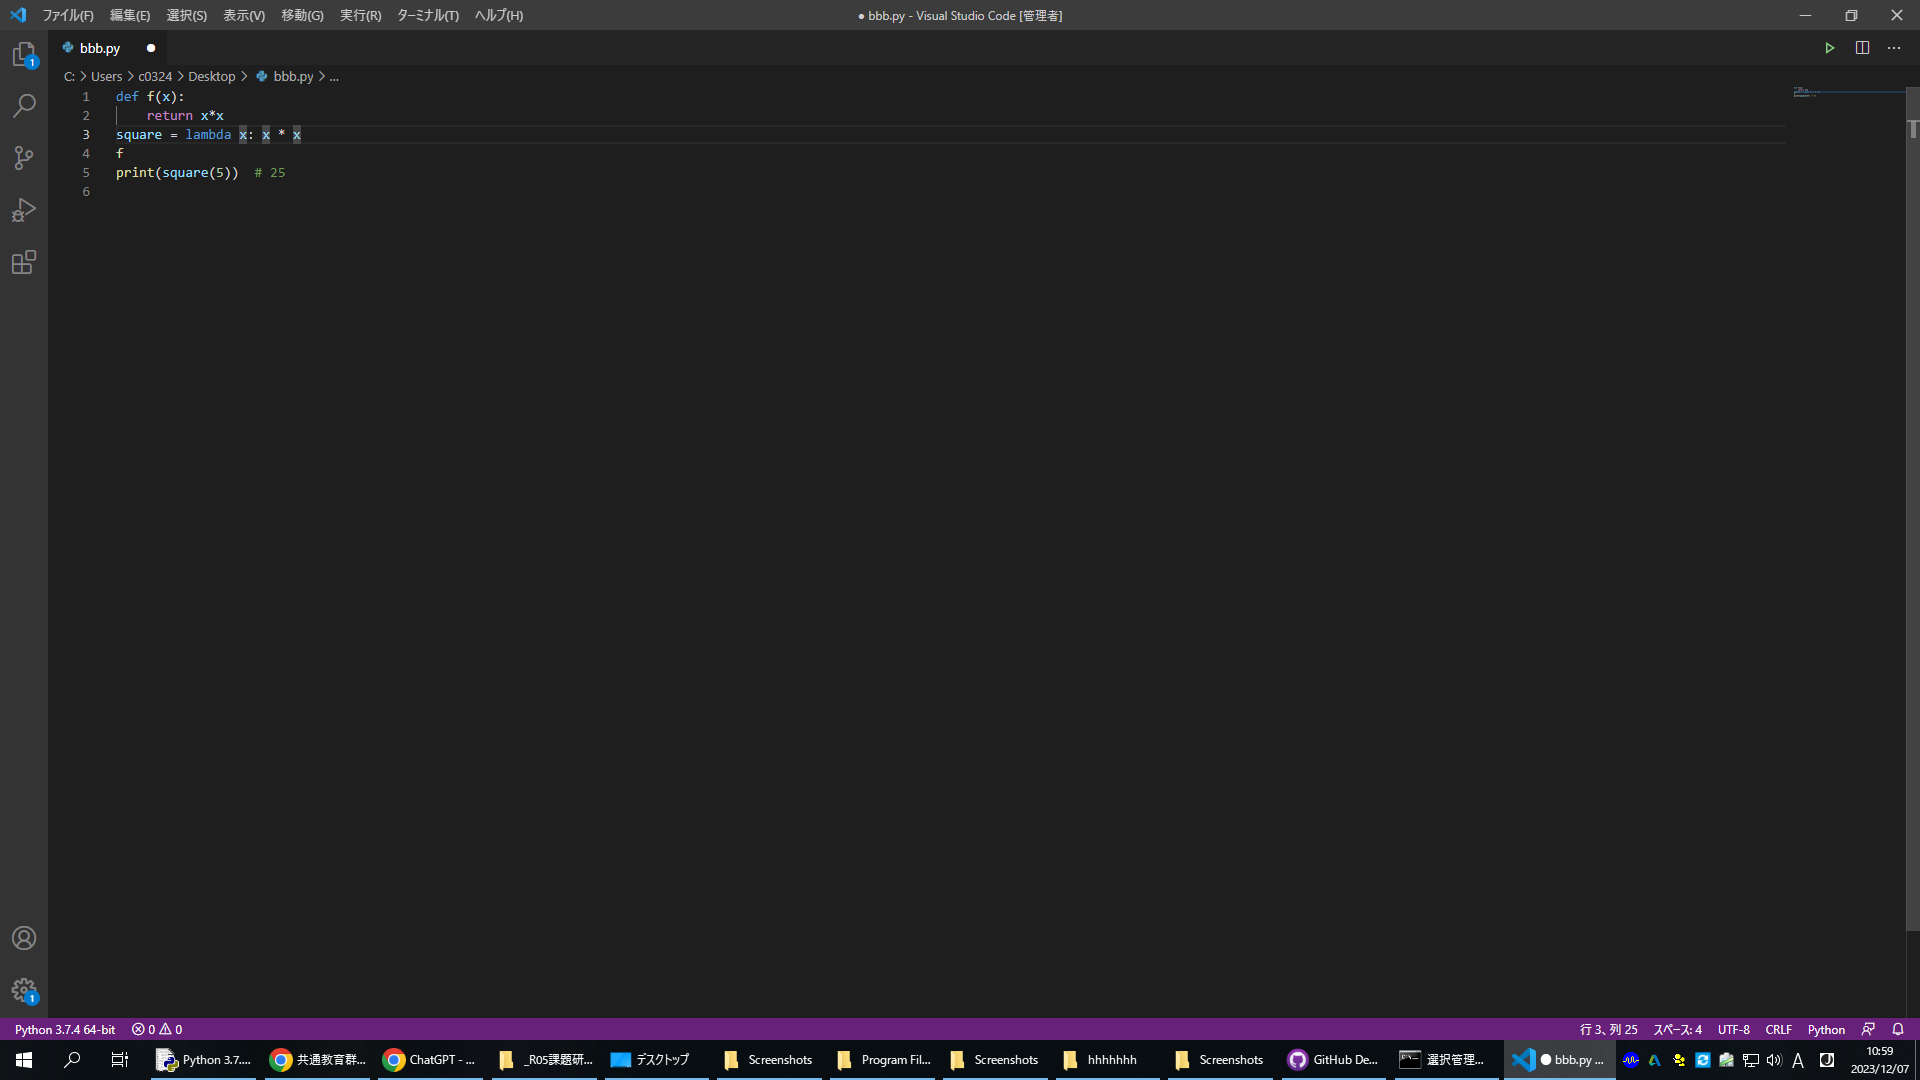 ファイル(F) 編集(E) 選択(S) 表示(V) 移動(G) 実行(R) ターミナル(T) ヘルプ(H)
● bbb.py - Visual Studio Code [管理者]
bbb.py ●
C: > Users > c0324 > Desktop > bbb.py > ...
1 def f(x):
2     return x*x
3 square = lambda x: x * x
4 f
5 print(square(5))  # 25
6
1
1
Python 3.7.4 64-bit 0 0
行 3、列 25 スペース: 4 UTF-8 CRLF Python
Python 3.7.... 共通教育群... ChatGPT - ... _R05課題研... デスクトップ Screenshots Program Fil... Screenshots hhhhhhh Screenshots GitHub De... 選択管理... ● bbb.py ...
A J
10:59
2023/12/07